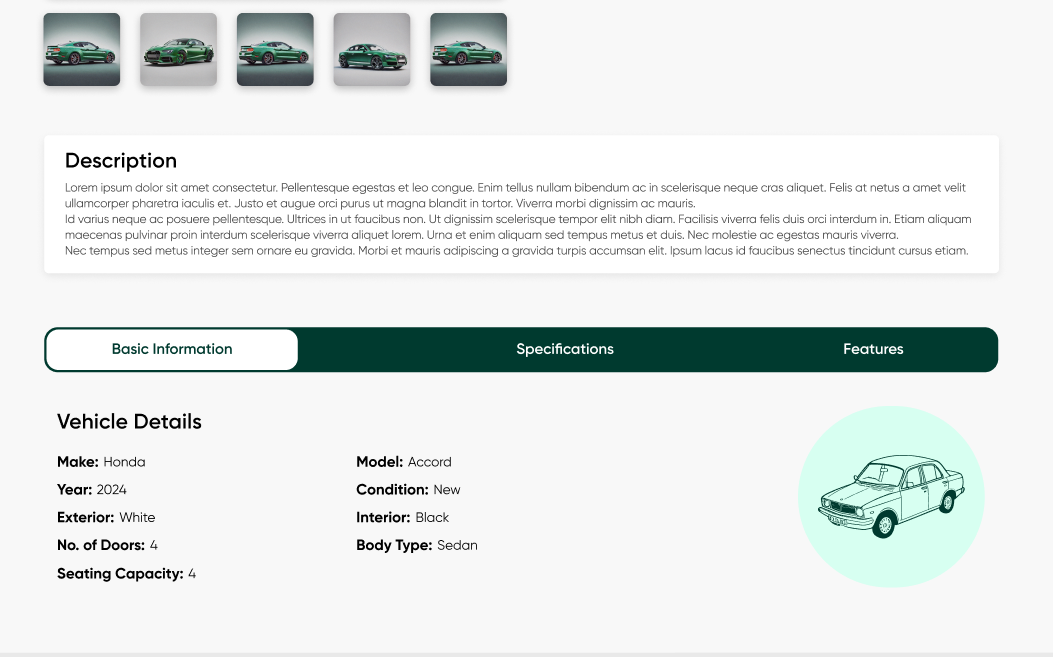 Description
Lorem ipsum dolor sit amet consectetur. Pellentesque egestas et leo congue. Enim tellus nullam bibendum ac in scelerisque neque cras aliquet. Felis at netus a amet velit
ullamcorper pharetra iaculis et. Justo et augue orci purus ut magna blandit in tortor. Viverra morbi dignissim ac mauris.
Id varius neque ac posuere pellentesque. Ultrices in ut faucibus non. Ut dignissim scelerisque tempor elit nibh diam. Facilisis viverra felis duis orci interdum in. Etiam aliquam
maecenas pulvinar proin interdum scelerisque viverra aliquet lorem. Urna et enim aliquam sed tempus metus et duis. Nec molestie ac egestas mauris viverra.
Nec tempus sed metus integer sem ornare eu gravida. Morbi et mauris adipiscing a gravida turpis accumsan elit. Ipsum lacus id faucibus senectus tincidunt cursus etiam.
Basic Information Specifications Features
Vehicle Details
Make: Honda Model: Accord
Year: 2024 Condition: New
Exterior: White Interior: Black
No. of Doors: 4 Body Type: Sedan
Seating Capacity: 4